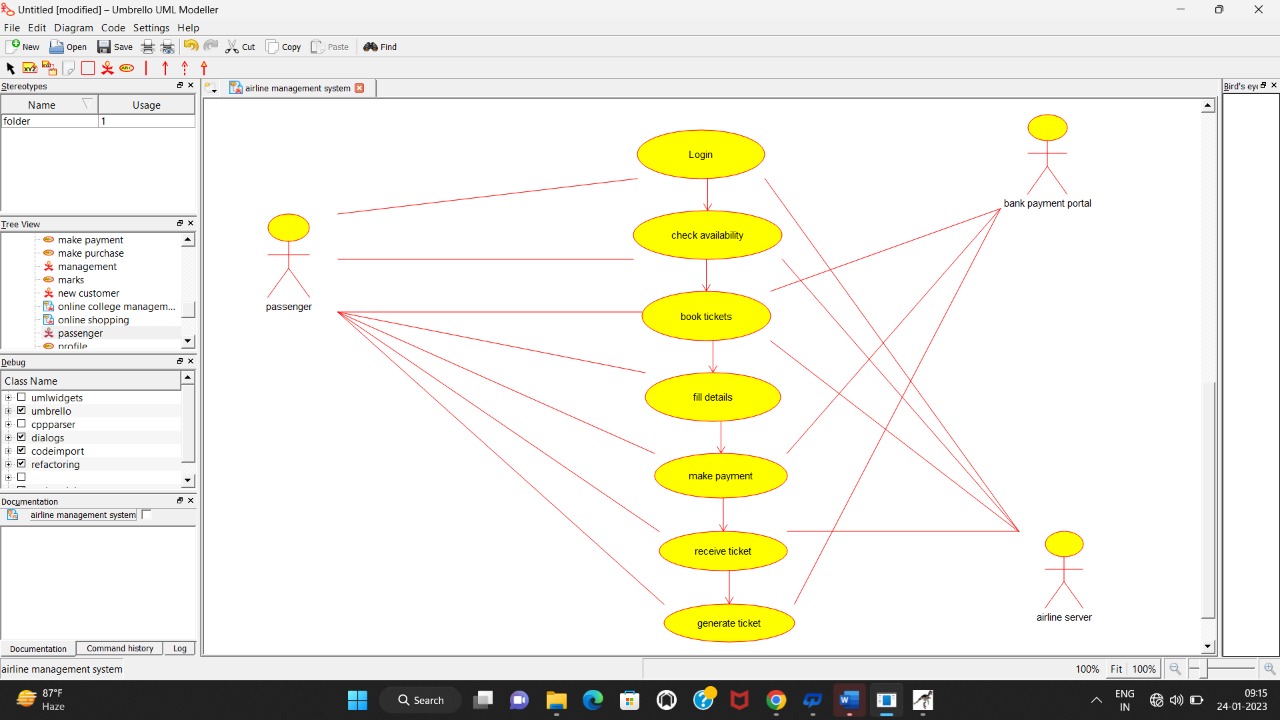 Untitled [modified] – Umbrello UML Modeller
File Edit Diagram Code Settings Help
New Open Save Cut Copy Paste Find
Stereotypes
Name Usage
folder 1
Tree View
make payment
make purchase
management
marks
new customer
online college managem...
online shopping
passenger
profile
Debug
Class Name
umlwidgets
umbrello
cppparser
dialogs
codeimport
refactoring
Documentation
airline management system
Documentation Command history Log
airline management system
airline management system
Login
check availability
book tickets
fill details
make payment
receive ticket
generate ticket
passenger
bank payment portal
airline server
Bird's eye
100% Fit 100%
87°F
Haze
Search
ENG
IN
09:15
24-01-2023